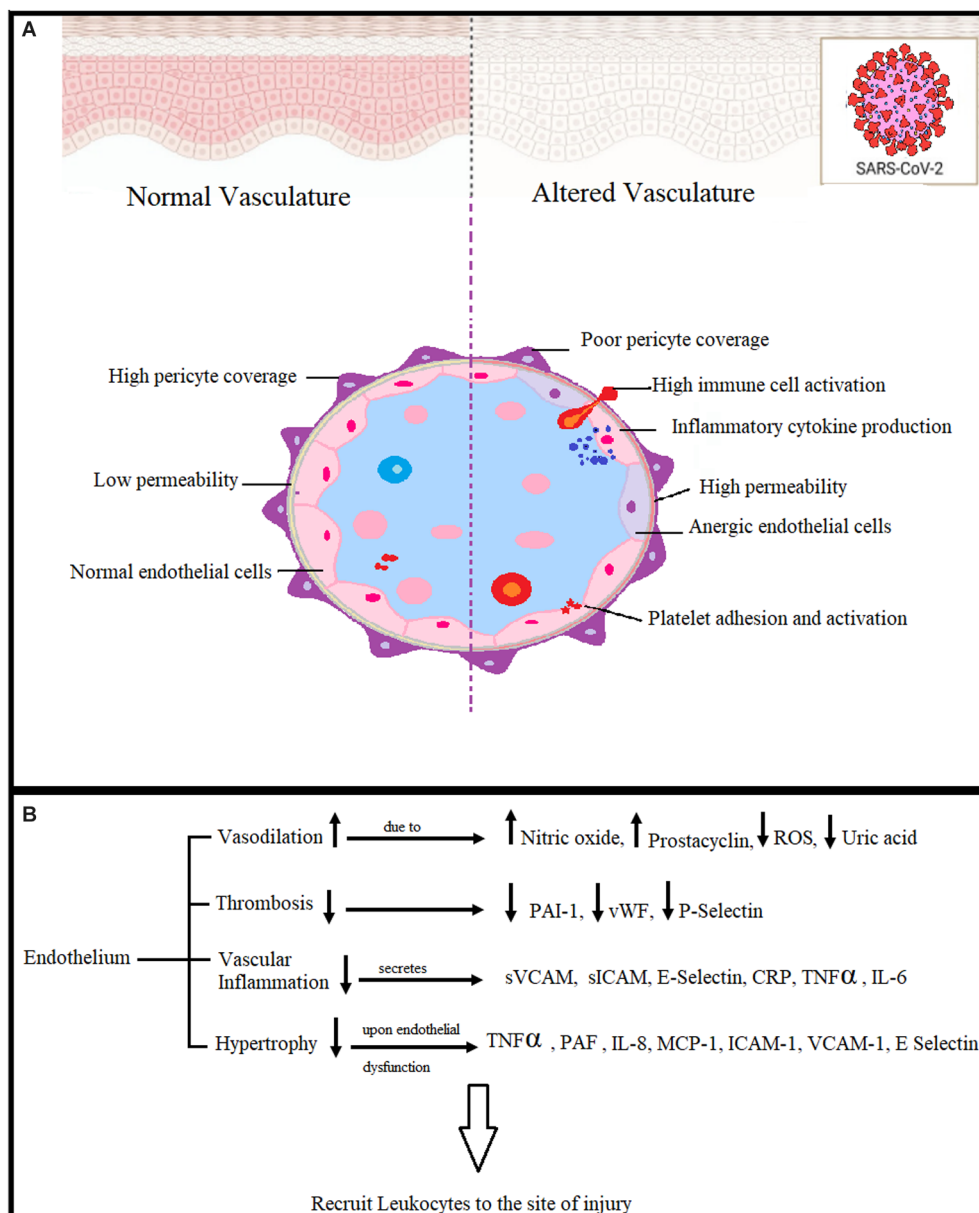 A
SARS-CoV-2
Normal Vasculature
Altered Vasculature
Poor pericyte coverage
High pericyte coverage
High immune cell activation
Inflammatory cytokine production
Low permeability
High permeability
Anergic endothelial cells
Normal endothelial cells
Platelet adhesion and activation
B
Vasodilation ↑ due to ↑ Nitric oxide, ↑ Prostacyclin, ↓ ROS, ↓ Uric acid
Thrombosis ↓ ↓ PAI-1, ↓ vWF, ↓ P-Selectin
Endothelium
Vascular
Inflammation ↓ secretes sVCAM, sICAM, E-Selectin, CRP, TNFα, IL-6
Hypertrophy ↓ upon endothelial
dysfunction
TNFα , PAF , IL-8, MCP-1, ICAM-1, VCAM-1, E Selectin
Recruit Leukocytes to the site of injury